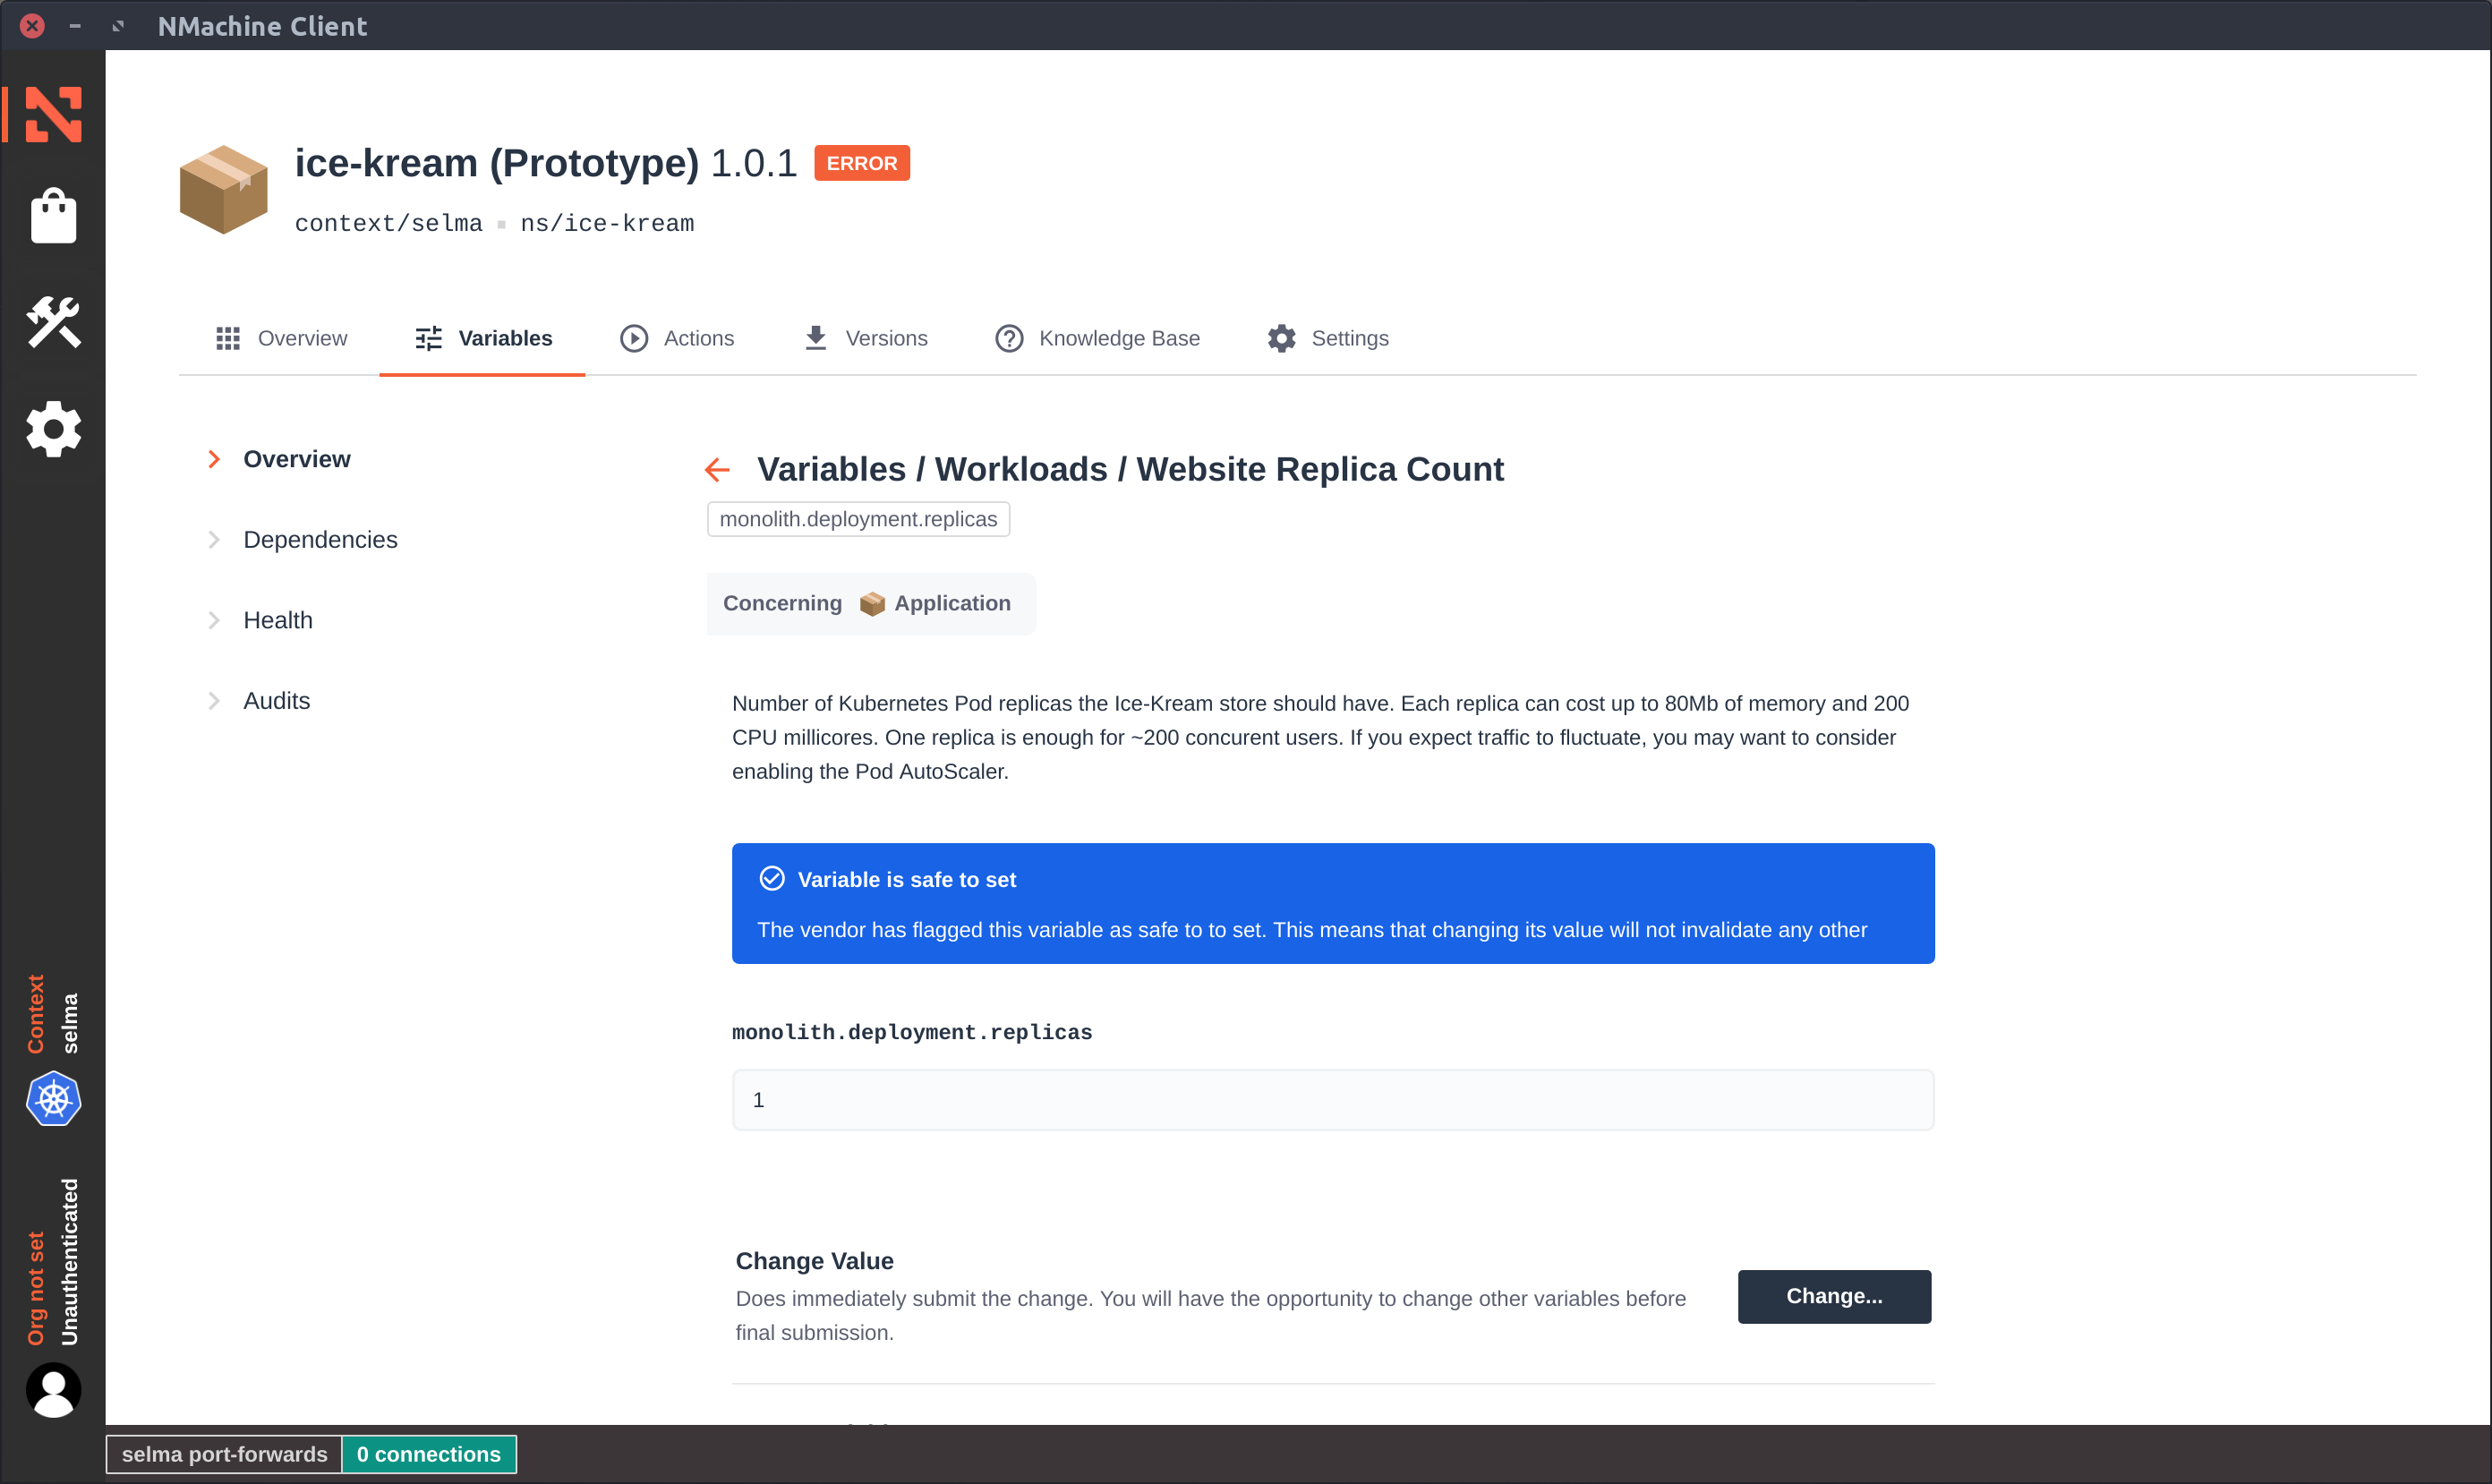 NMachine Client
ice-kream (Prototype) 1.0.1 ERROR
context/selma ns/ice-kream
Overview Variables Actions Versions Knowledge Base Settings
Overview
Dependencies
Health
Audits
Variables / Workloads / Website Replica Count
monolith.deployment.replicas
Concerning Application
Number of Kubernetes Pod replicas the Ice-Kream store should have. Each replica can cost up to 80Mb of memory and 200
CPU millicores. One replica is enough for ~200 concurent users. If you expect traffic to fluctuate, you may want to consider
enabling the Pod AutoScaler.
Variable is safe to set
The vendor has flagged this variable as safe to to set. This means that changing its value will not invalidate any other
monolith.deployment.replicas
1
Change Value
Does immediately submit the change. You will have the opportunity to change other variables before
final submission.
Change...
Context
selma
Org not set
Unauthenticated
selma port-forwards 0 connections